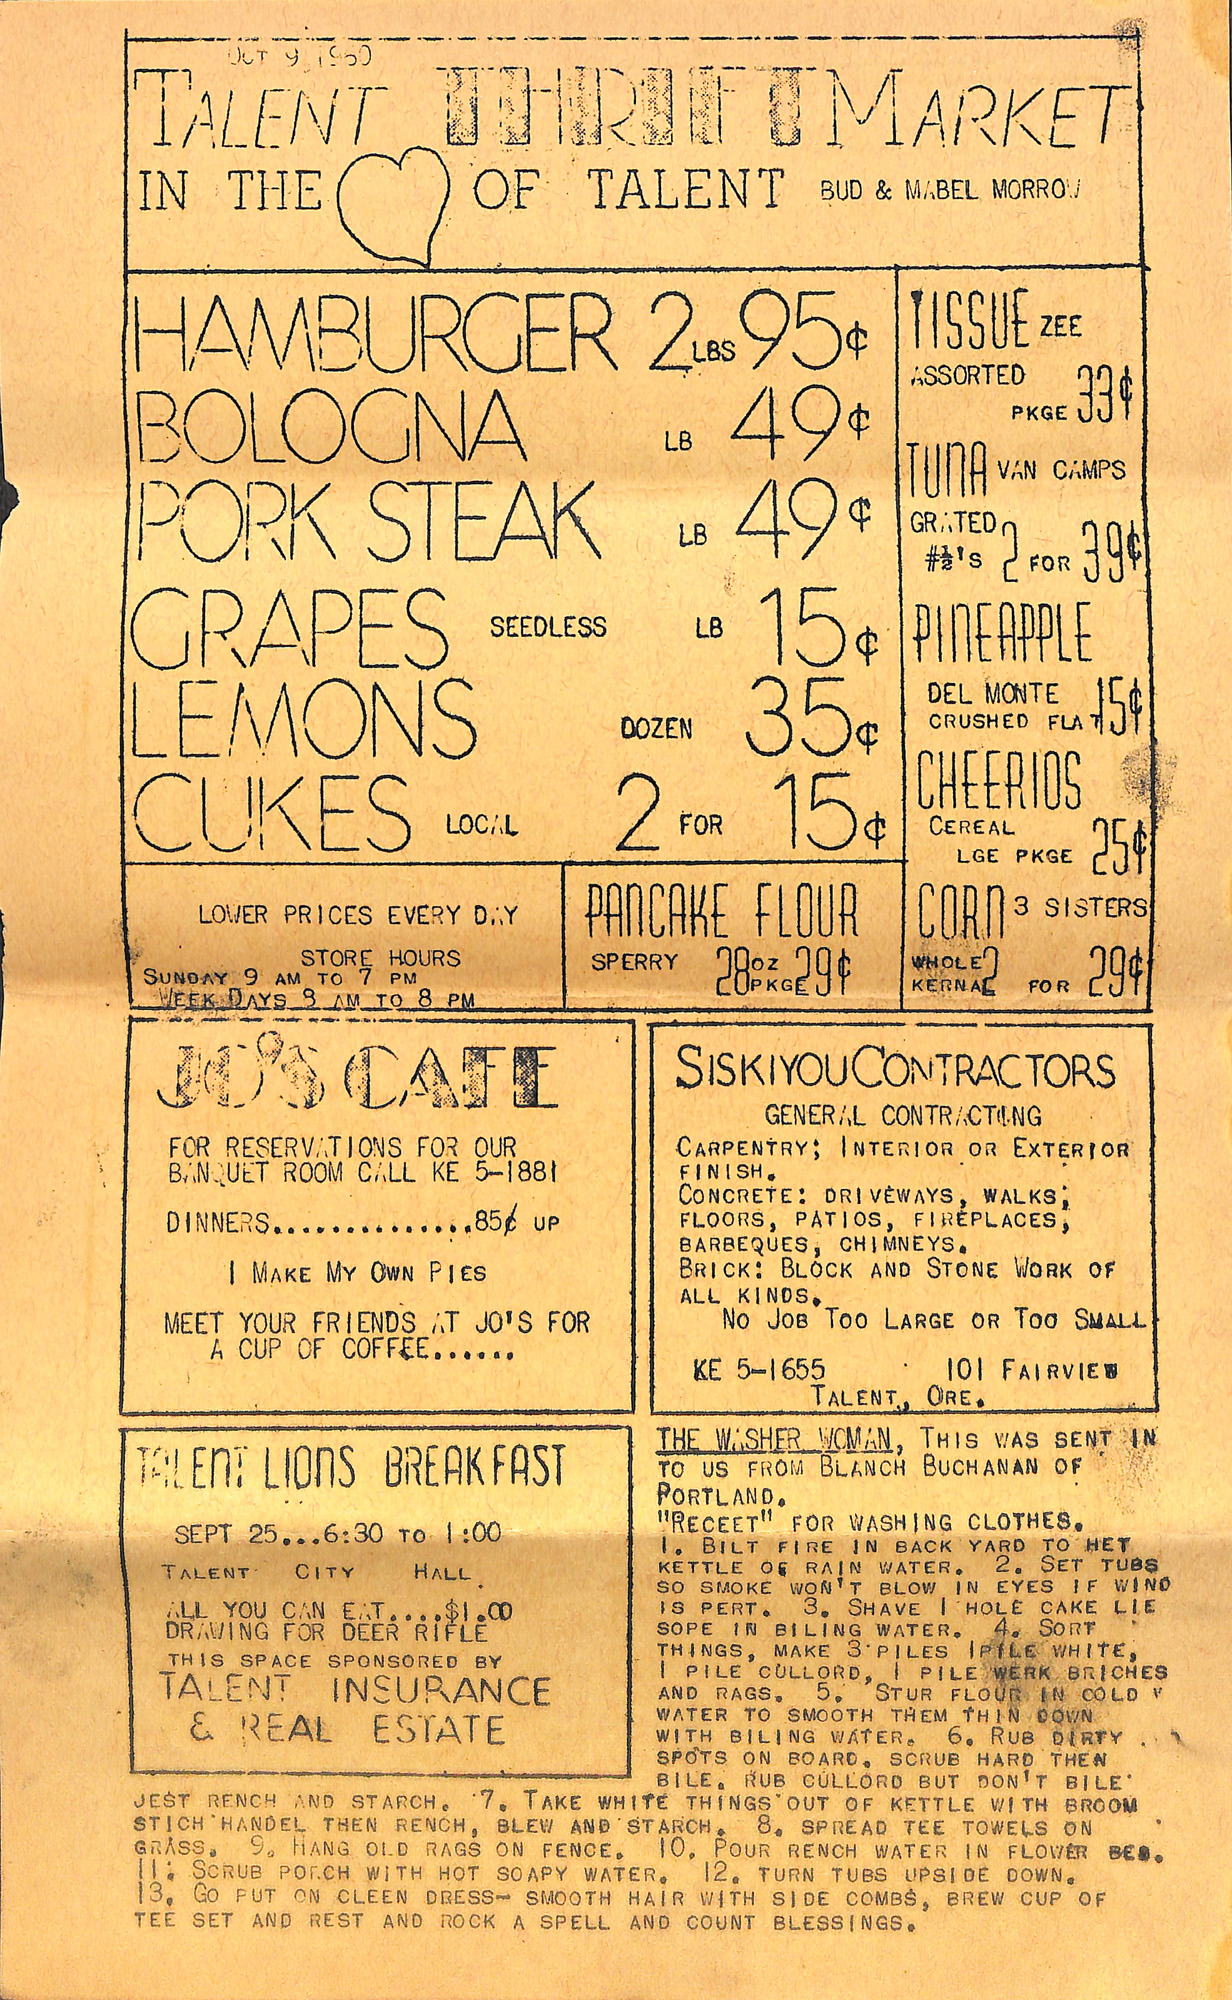 OCT 9 1960
TALENT THRIFT MARKET
IN THE OF TALENT BUD & MABEL MORROW
HAMBURGER 2 LBS 95¢
BOLOGNA LB 49¢
PORK STEAK LB 49¢
GRAPES SEEDLESS LB 15¢
LEMONS DOZEN 35¢
CUKES LOCAL 2 FOR 15¢
TISSUE ZEE
ASSORTED
PKGE 33¢
TUNA VAN CAMPS
GRATED
#½'S 2 FOR 39¢
PINEAPPLE
DEL MONTE
CRUSHED FLAT 15¢
CHEERIOS
CEREAL
LGE PKGE 25¢
CORN 3 SISTERS
WHOLE
KERNAL 2 FOR 29¢
LOWER PRICES EVERY DAY
STORE HOURS
SUNDAY 9 AM TO 7 PM
WEEK DAYS 8 AM TO 8 PM
PANCAKE FLOUR
SPERRY 28 OZ PKGE 29¢
JO'S CAFE
FOR RESERVATIONS FOR OUR
BANQUET ROOM CALL KE 5-1881
DINNERS...............85¢ UP
I MAKE MY OWN PIES
MEET YOUR FRIENDS AT JO'S FOR
A CUP OF COFFEE......
SISKIYOU CONTRACTORS
GENERAL CONTRACTING
CARPENTRY; INTERIOR OR EXTERIOR
FINISH.
CONCRETE: DRIVEWAYS, WALKS;
FLOORS, PATIOS, FIREPLACES,
BARBEQUES, CHIMNEYS.
BRICK: BLOCK AND STONE WORK OF
ALL KINDS.
NO JOB TOO LARGE OR TOO SMALL
KE 5-1655 101 FAIRVIEW
TALENT, ORE.
TALENT LIONS BREAKFAST
SEPT 25...6:30 TO 1:00
TALENT CITY HALL
ALL YOU CAN EAT....$1.00
DRAWING FOR DEER RIFLE
THIS SPACE SPONSORED BY
TALENT INSURANCE
& REAL ESTATE
THE WASHER WOMAN, THIS WAS SENT IN
TO US FROM BLANCH BUCHANAN OF
PORTLAND.
"RECEET" FOR WASHING CLOTHES.
1. BILT FIRE IN BACK YARD TO HET
KETTLE OF RAIN WATER. 2. SET TUBS
SO SMOKE WON'T BLOW IN EYES IF WIND
IS PERT. 3. SHAVE 1 HOLE CAKE LIE
SOPE IN BILING WATER. 4. SORT
THINGS, MAKE 3 PILES 1PILE WHITE,
1 PILE CULLORD, 1 PILE WERK BRICHES
AND RAGS. 5. STUR FLOUR IN COLD
WATER TO SMOOTH THEM THIN DOWN
WITH BILING WATER. 6. RUB DIRTY
SPOTS ON BOARD. SCRUB HARD THEN
BILE. RUB CULLORD BUT DON'T BILE
JEST RENCH AND STARCH. 7. TAKE WHITE THINGS OUT OF KETTLE WITH BROOM
STICH HANDEL THEN RENCH, BLEW AND STARCH. 8. SPREAD TEE TOWELS ON
GRASS. 9. HANG OLD RAGS ON FENCE. 10. POUR RENCH WATER IN FLOWER BED.
11. SCRUB PORCH WITH HOT SOAPY WATER. 12. TURN TUBS UPSIDE DOWN.
13. GO PUT ON CLEEN DRESS- SMOOTH HAIR WITH SIDE COMBS, BREW CUP OF
TEE SET AND REST AND ROCK A SPELL AND COUNT BLESSINGS.